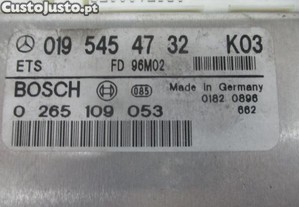 CustoJusto.pt
019 545 47 32 K03
ETS FD 96M02
BOSCH 085 Made in Germany
0182 0896
0 265 109 053 662